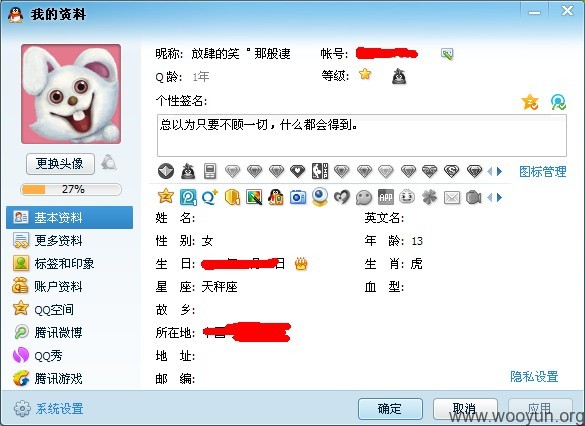 我的资料
昵称: 放肆的笑゜那般逮 帐号:
Q 龄: 1年 等级:
个性签名:
总以为只要不顾一切，什么都会得到。
更换头像
图标管理
27%
基本资料
更多资料
标签和印象
账户资料
QQ空间
腾讯微博
QQ秀
腾讯游戏
姓 名: 英文名:
性 别: 女 年 龄: 13
生 日: 日 生 肖: 虎
星 座: 天秤座 血 型:
故 乡:
所在地:
地 址:
邮 编:
隐私设置
系统设置
确定 取消 应用
www.wooyun.org